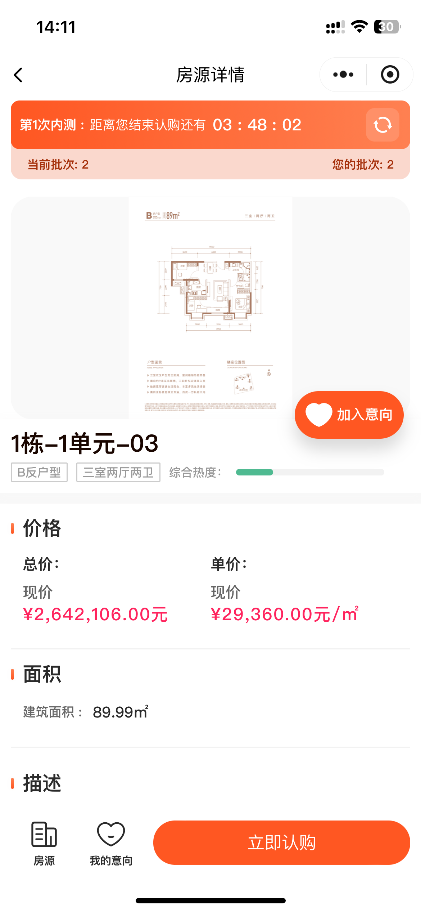 14:11
30
房源详情
第1次内测：距离您结束认购还有 03 : 48 : 02
当前批次: 2
您的批次: 2
B
89㎡
加入意向
1栋-1单元-03
B反户型
三室两厅两卫
综合热度:
价格
总价:
单价:
现价
现价
¥2,642,106.00元
¥29,360.00元/㎡
面积
建筑面积： 89.99㎡
描述
房源
我的意向
立即认购